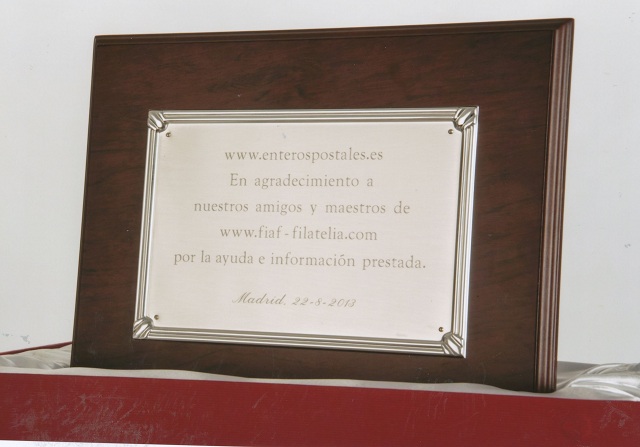 www.enterospostales.es
En agradecimiento a
nuestros amigos y maestros de
www.fiaf-filatelia.com
por la ayuda e información prestada.
Madrid, 22-8-2013